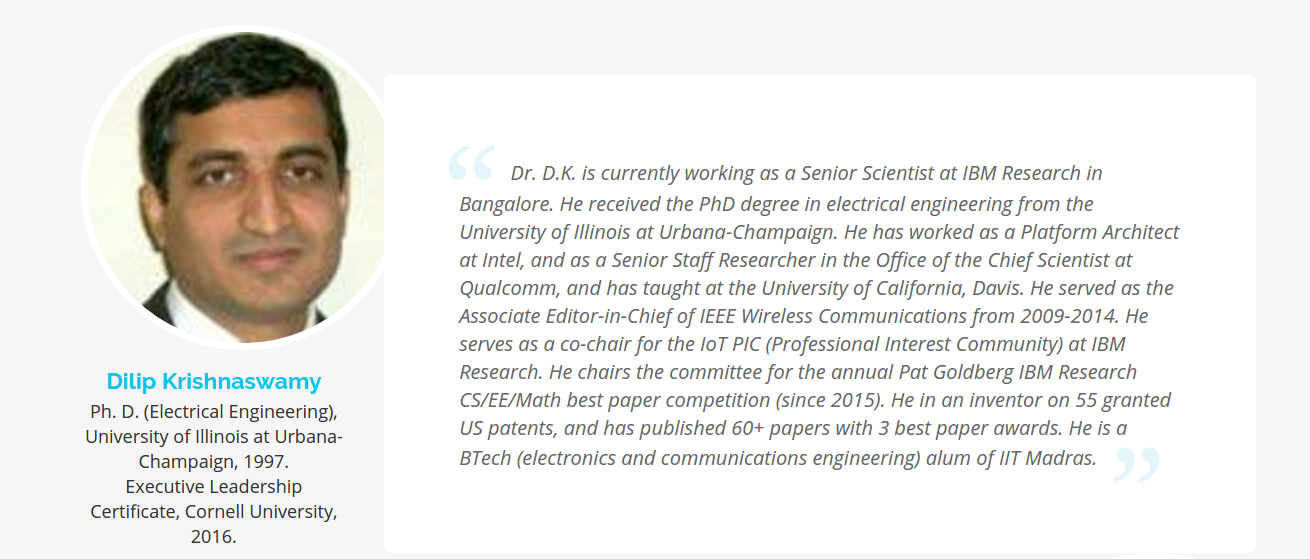 Dilip Krishnaswamy
Ph. D. (Electrical Engineering),
University of Illinois at Urbana-
Champaign, 1997.
Executive Leadership
Certificate, Cornell University,
2016.
“ Dr. D.K. is currently working as a Senior Scientist at IBM Research in
Bangalore. He received the PhD degree in electrical engineering from the
University of Illinois at Urbana-Champaign. He has worked as a Platform Architect
at Intel, and as a Senior Staff Researcher in the Office of the Chief Scientist at
Qualcomm, and has taught at the University of California, Davis. He served as the
Associate Editor-in-Chief of IEEE Wireless Communications from 2009-2014. He
serves as a co-chair for the IoT PIC (Professional Interest Community) at IBM
Research. He chairs the committee for the annual Pat Goldberg IBM Research
CS/EE/Math best paper competition (since 2015). He in an inventor on 55 granted
US patents, and has published 60+ papers with 3 best paper awards. He is a
BTech (electronics and communications engineering) alum of IIT Madras. ”